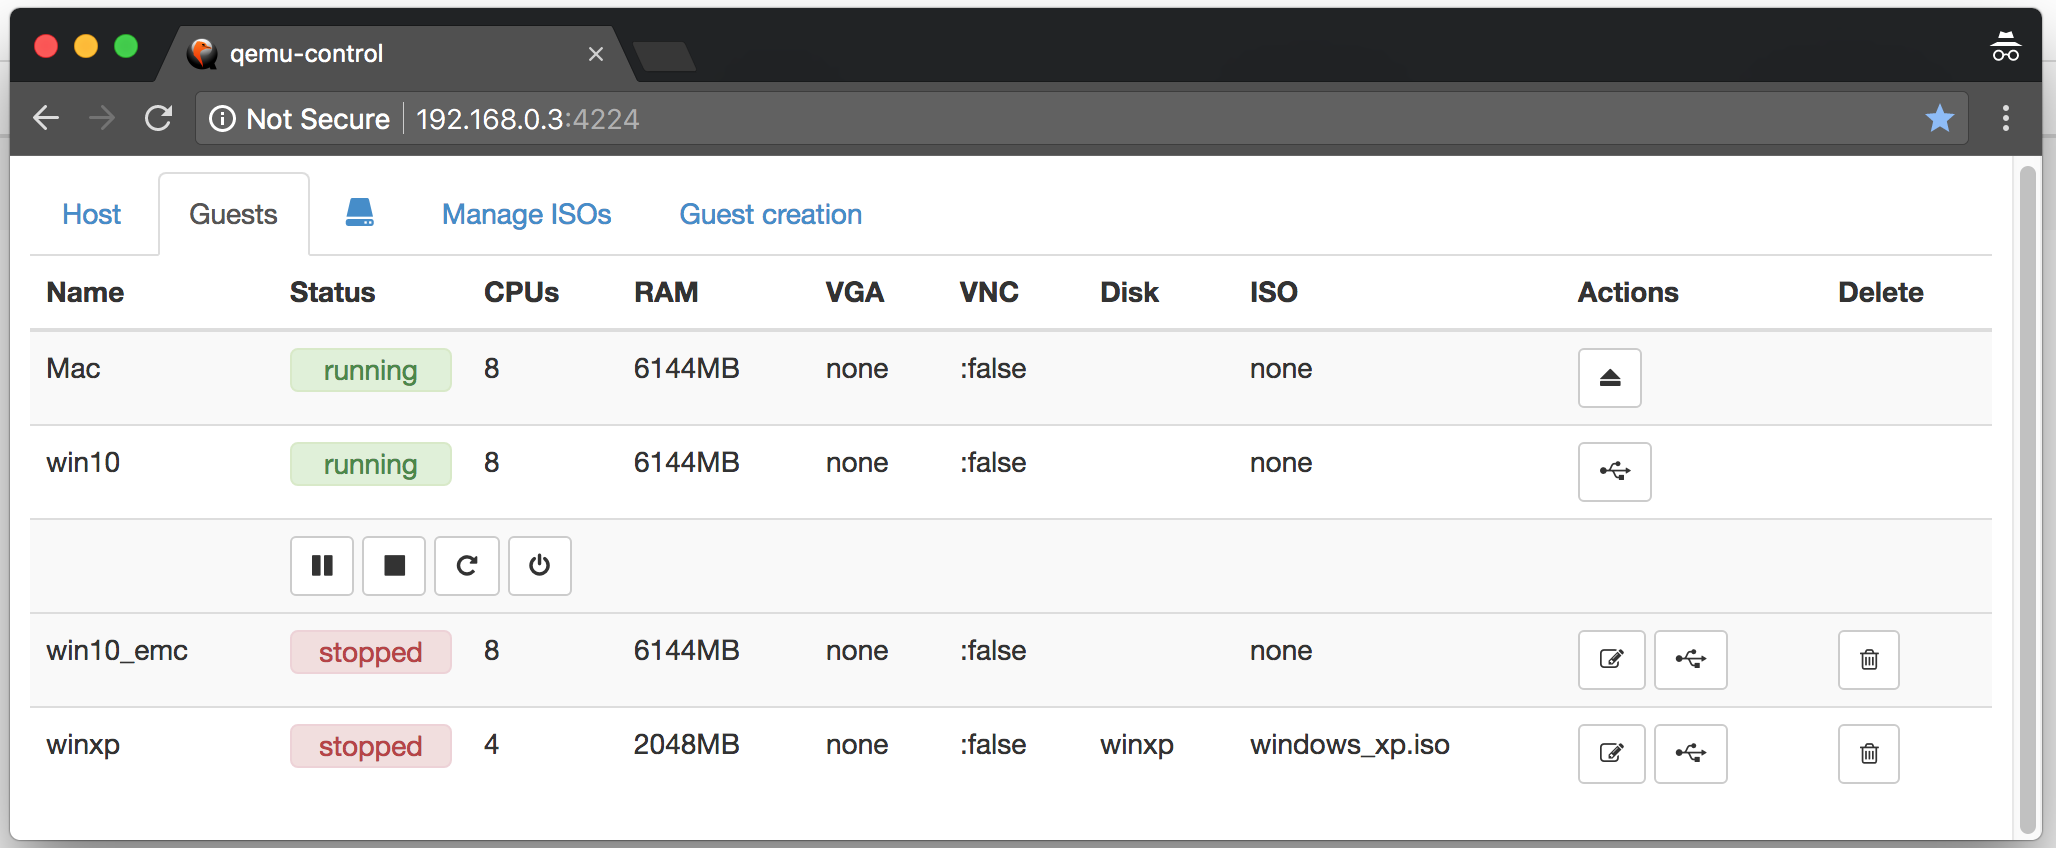 qemu-control
Not Secure 192.168.0.3:4224
Host Guests Manage ISOs Guest creation
Name Status CPUs RAM VGA VNC Disk ISO Actions Delete
Mac running 8 6144MB none :false none
win10 running 8 6144MB none :false none
win10_emc stopped 8 6144MB none :false none
winxp stopped 4 2048MB none :false winxp windows_xp.iso